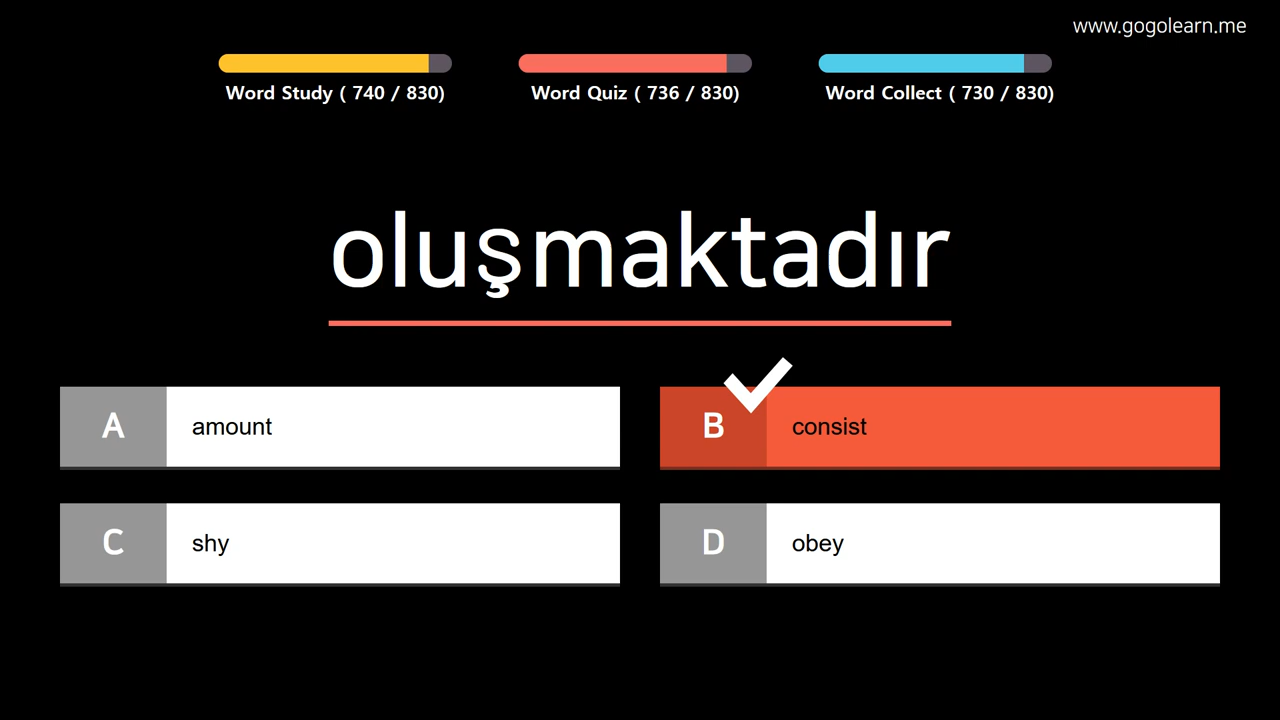 www.gogolearn.me
Word Study ( 740 / 830)
Word Quiz ( 736 / 830)
Word Collect ( 730 / 830)
oluşmaktadır
A amount
B consist
C shy
D obey